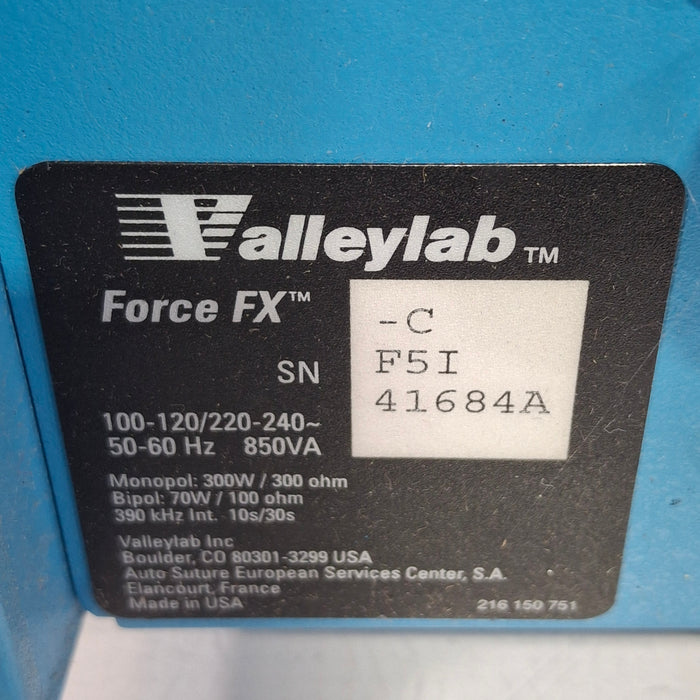 Valleylab™
Force FX™ -C
SN F5I
41684A
100-120/220-240~
50-60 Hz 850VA
Monopol: 300W / 300 ohm
Bipol: 70W / 100 ohm
390 kHz Int. 10s/30s
Valleylab Inc
Boulder, CO 80301-3299 USA
Auto Suture European Services Center, S.A.
Elancourt, France
Made in USA 216 150 751